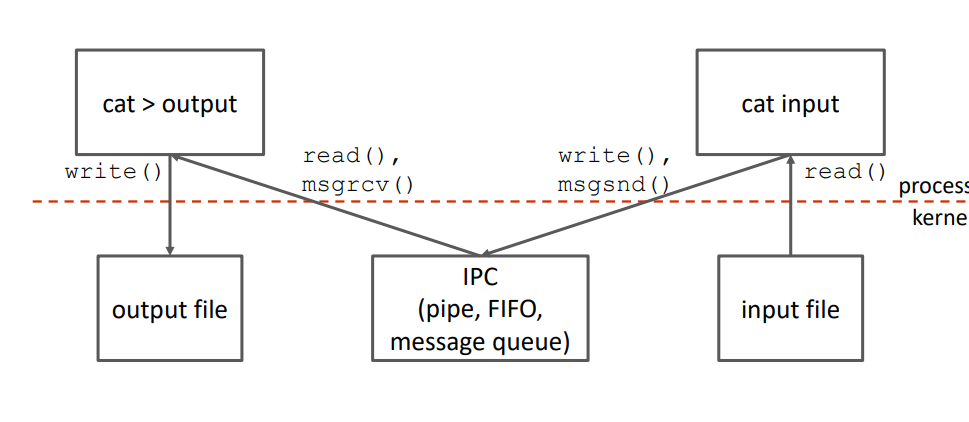 cat > output
cat input
write()
read(),
msgrcv()
write(),
msgsnd()
read()
process
kerne
output file
IPC
(pipe, FIFO,
message queue)
input file